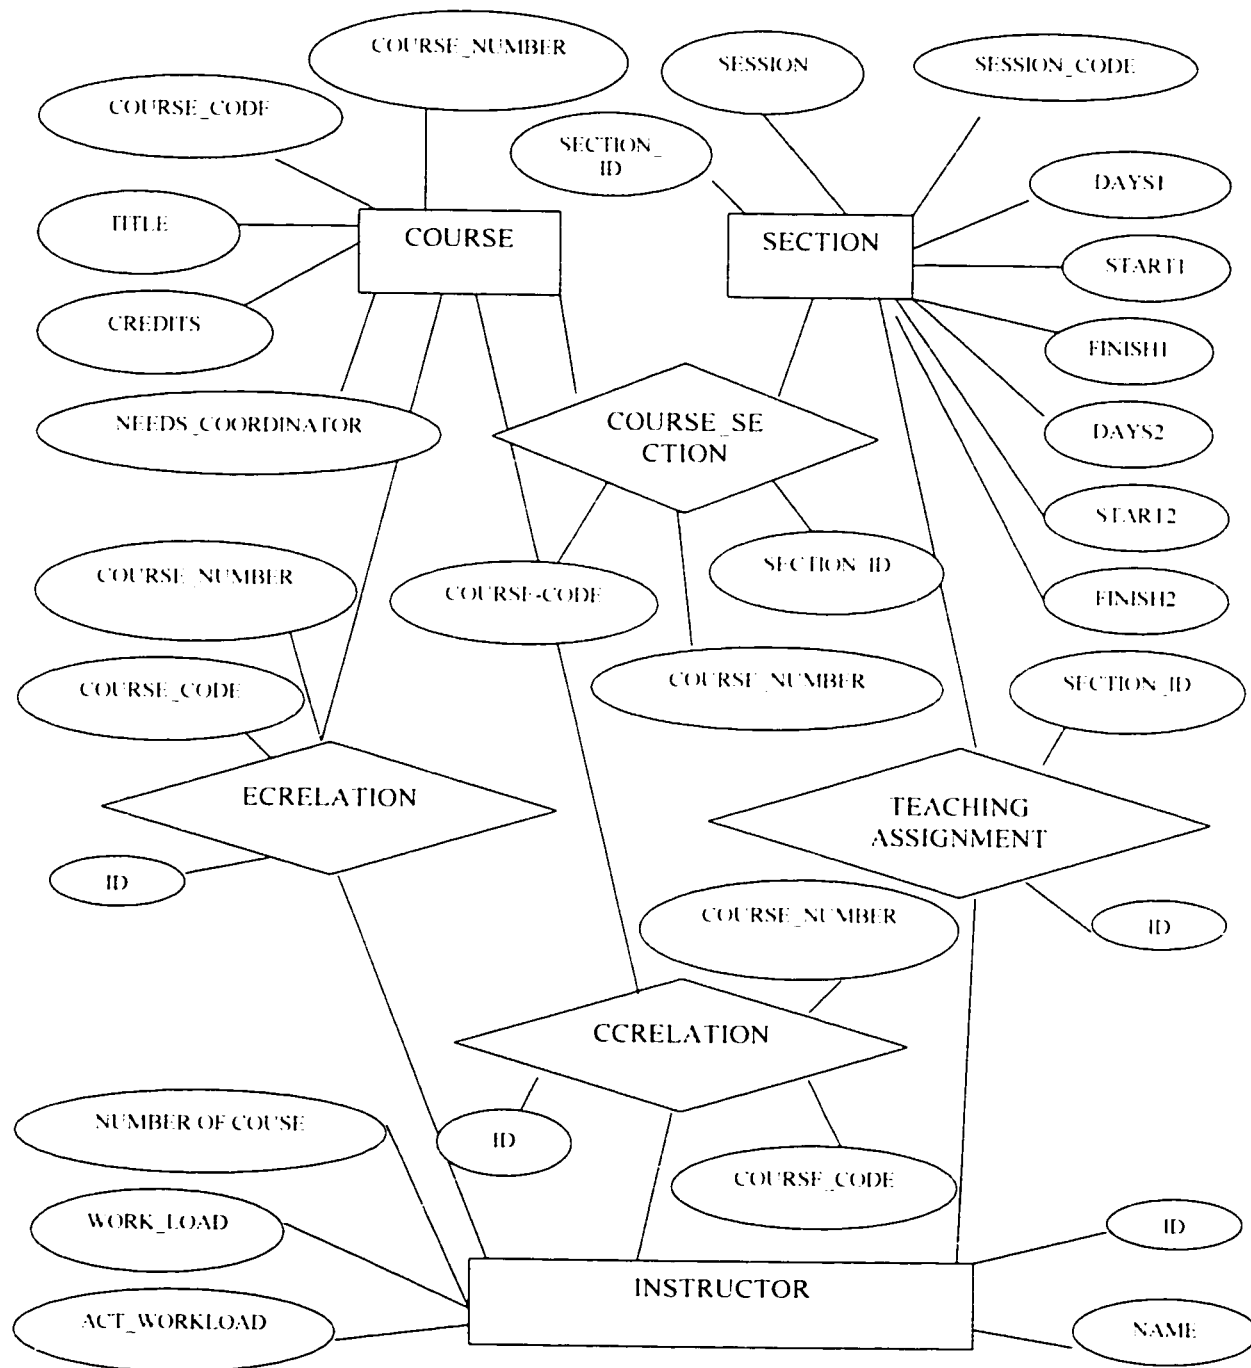 COURSE_NUMBER
SESSION
SESSION_CODE
COURSE_CODE
SECTION_
ID
DAYS1
TITLE
COURSE
SECTION
START1
CREDITS
FINISH1
NEEDS_COORDINATOR
COURSE_SE
CTION
DAYS2
START2
COURSE_NUMBER
SECTION_ID
COURSE-CODE
FINISH2
COURSE_CODE
COURSE_NUMBER
SECTION_ID
ECRELATION
TEACHING
ASSIGNMENT
ID
COURSE_NUMBER
ID
CCRELATION
NUMBER OF COUSE
ID
COURSE_CODE
WORK_LOAD
ID
INSTRUCTOR
ACT_WORKLOAD
NAME